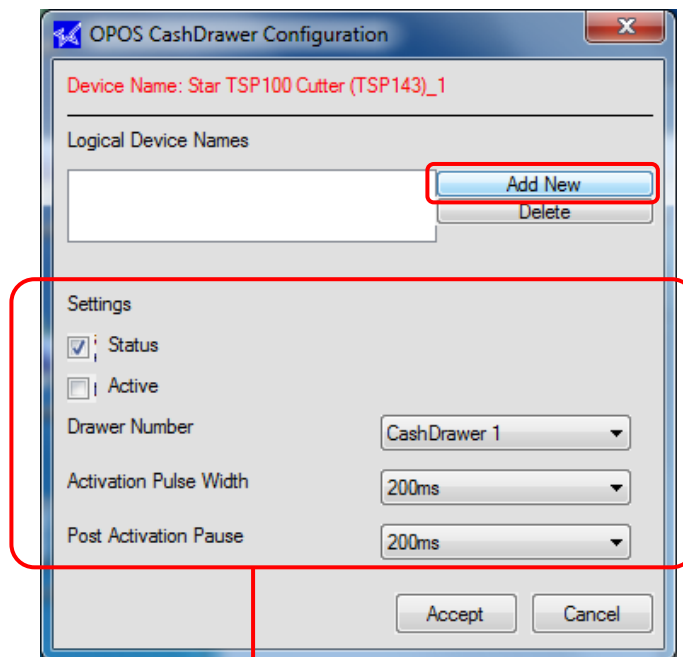 OPOS CashDrawer Configuration
Device Name: Star TSP100 Cutter (TSP143)_1
Logical Device Names
Add New
Delete
Settings
Status
Active
Drawer Number CashDrawer 1
Activation Pulse Width 200ms
Post Activation Pause 200ms
Accept Cancel